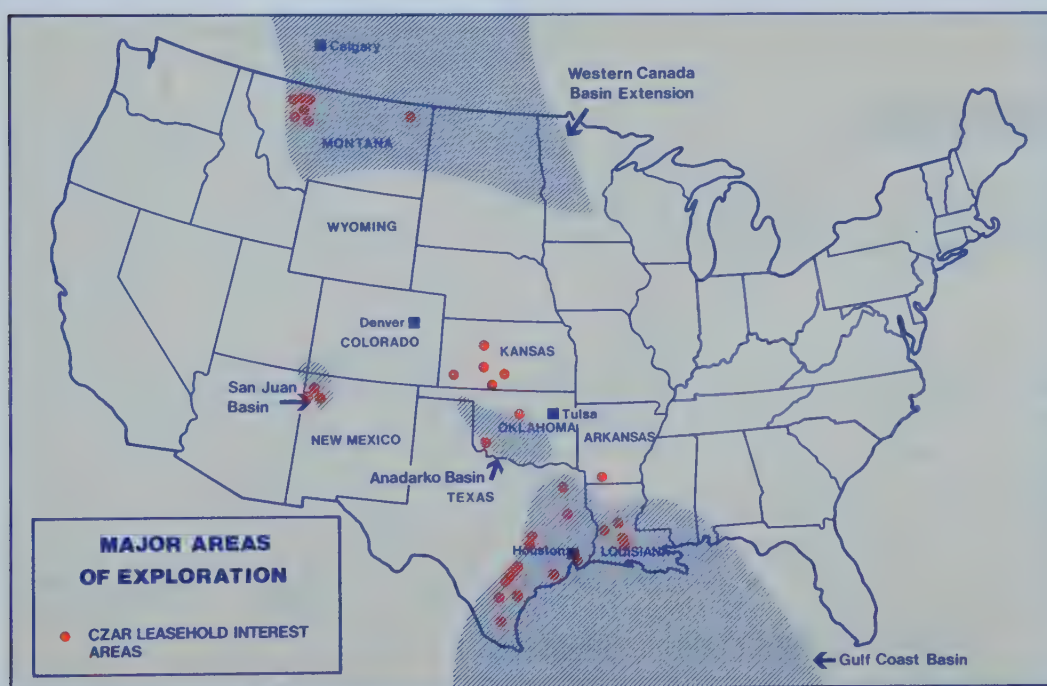 Calgary
Western Canada
Basin Extension
MONTANA
WYOMING
Denver
COLORADO
KANSAS
San Juan
Basin
Tulsa
OKLAHOMA
ARKANSAS
NEW MEXICO
Anadarko Basin
TEXAS
Houston
LOUISIANA
MAJOR AREAS
OF EXPLORATION
CZAR LEASEHOLD INTEREST
AREAS
Gulf Coast Basin